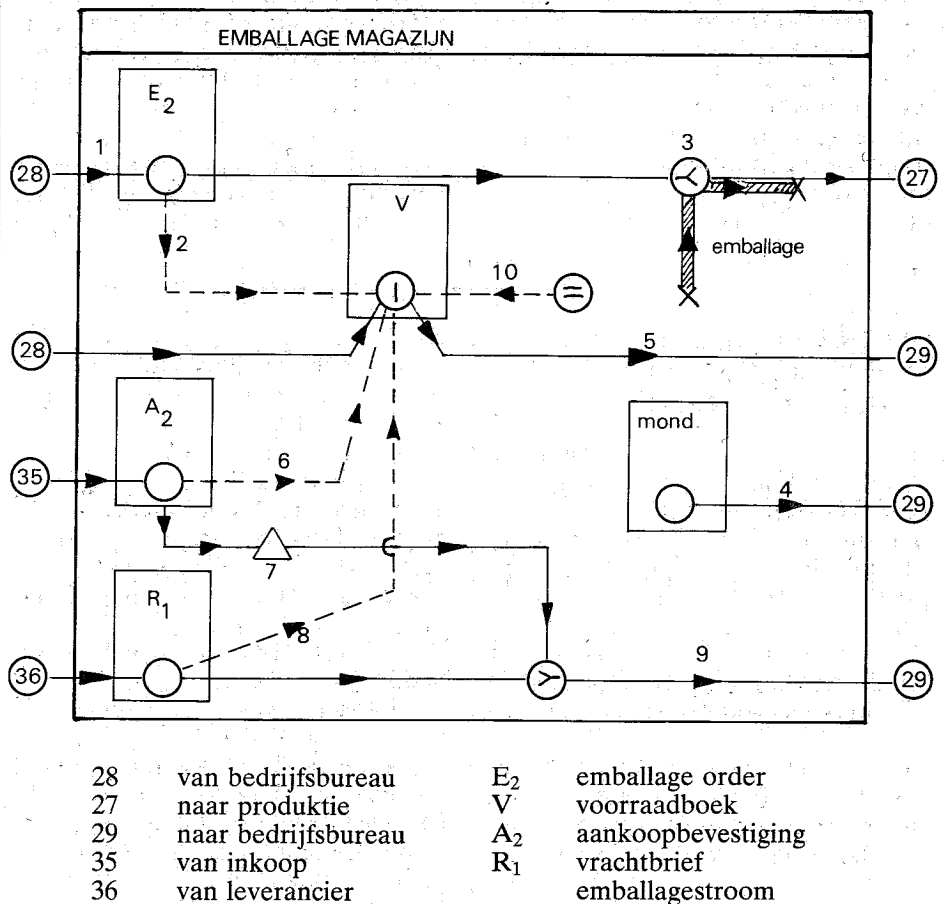 EMBALLAGE MAGAZIJN
E2
1
3
28
27
V
2
emballage
10
28
5
29
A2
mond.
6
35
4
29
7
R1
8
9
36
29
28 van bedrijfsbureau E2 emballage order
27 naar produktie V voorraadboek
29 naar bedrijfsbureau A2 aankoopbevestiging
35 van inkoop R1 vrachtbrief
36 van leverancier emballagestroom